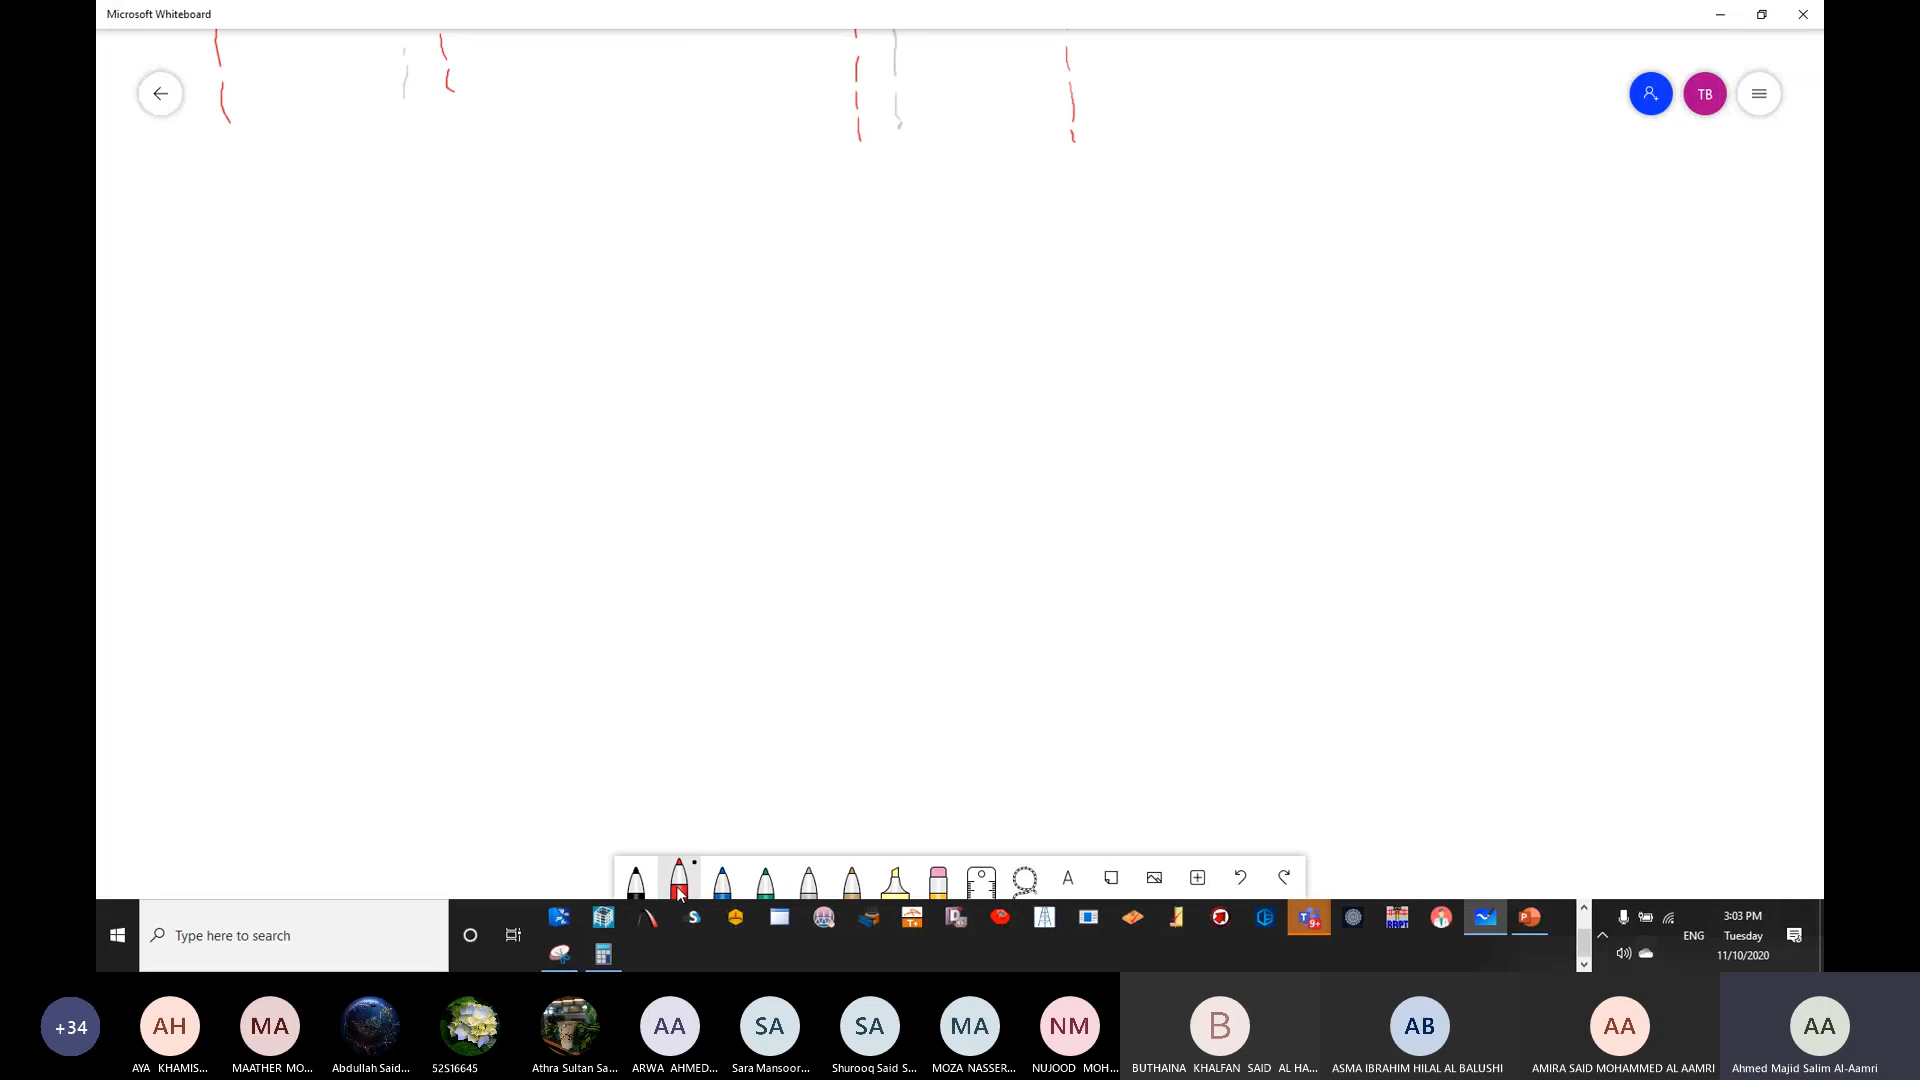 Microsoft Whiteboard
TB
A
Type here to search
S
9+
ENG
3:03 PM
Tuesday
11/10/2020
+34
AH
MA
AA
SA
SA
MA
NM
B
AB
AA
AA
AYA KHAMIS...
MAATHER MO...
Abdullah Said...
52S16645
Athra Sultan Sa...
ARWA AHMED...
Sara Mansoor...
Shurooq Said S...
MOZA NASSER...
NUJOOD MOH...
BUTHAINA KHALFAN SAID AL HA...
ASMA IBRAHIM HILAL AL BALUSHI
AMIRA SAID MOHAMMED AL AAMRI
Ahmed Majid Salim Al-Aamri